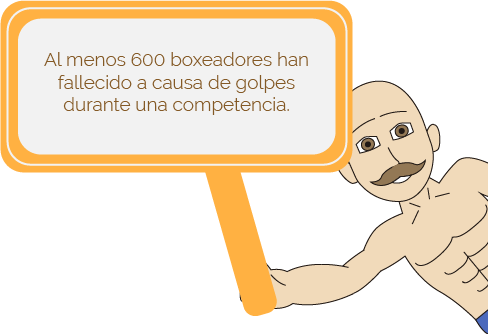 Al menos 600 boxeadores han
fallecido a causa de golpes
durante una competencia.